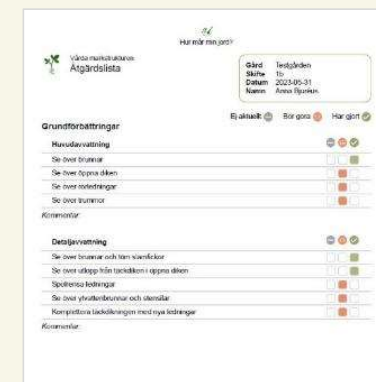 Hur mår min jord?
Vårda markstrukturen
Åtgärdslista
Gård Testgården
Skifte 1b
Datum 2023-05-31
Namn Anna Bjunius
Ej aktuellt Bör göra Har gjort
Grundförbättringar
Huvudavvattning
Se över brunnar
Se över öppna diken
Se över rörledningar
Se över trummor
Kommentar:
Detaljavvattning
Se över brunnar och töm slamfickor
Se över utlopp från täckdiken i öppna diken
Spolrensa ledningar
Se över ytvattenbrunnar och stensilar
Komplettera täckdikningen med nya ledningar
Kommentar: